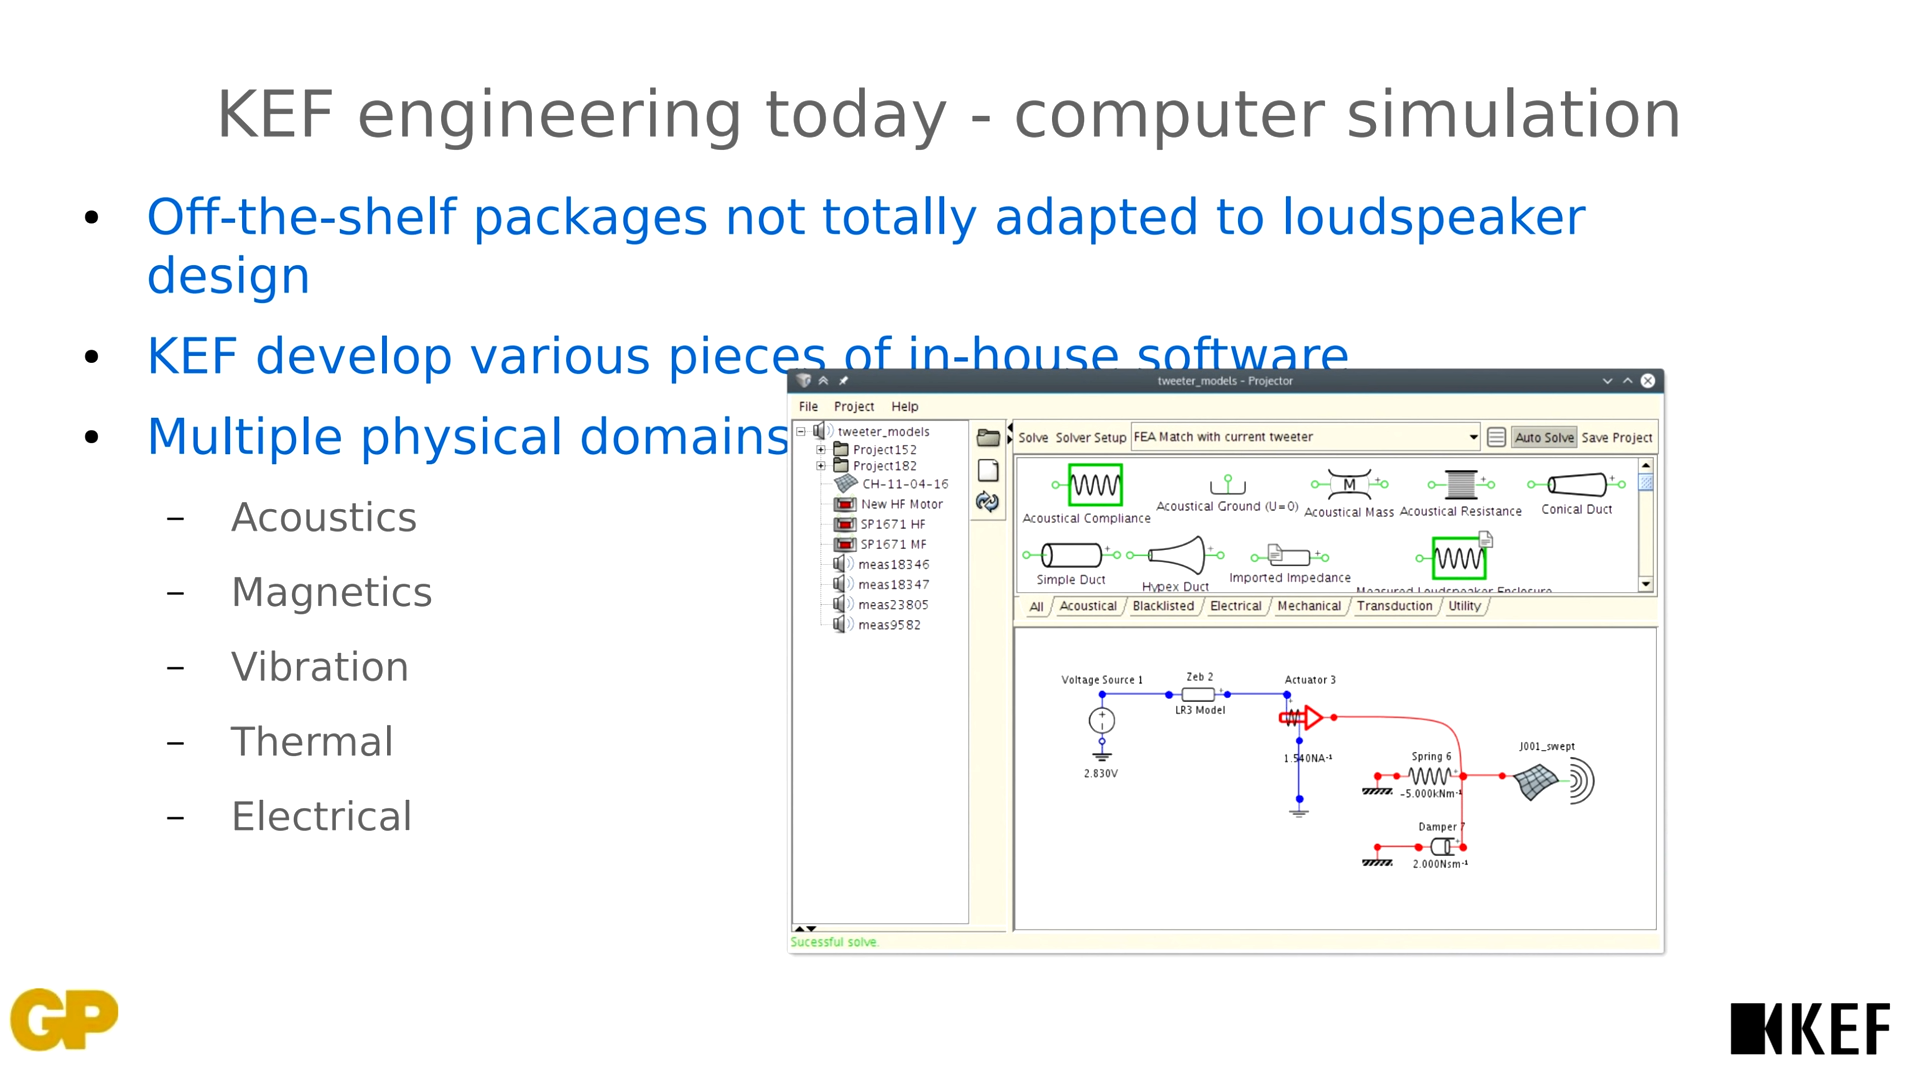 KEF engineering today - computer simulation
• Off-the-shelf packages not totally adapted to loudspeaker
design
• KEF develop various pieces of in-house software
• Multiple physical domains
– Acoustics
– Magnetics
– Vibration
– Thermal
– Electrical
tweeter_models - Projector
File Project Help
tweeter_models
Project152
Project182
CH-11-04-16
New HF Motor
SP1671 HF
SP1671 MF
meas18346
meas18347
meas23805
meas9582
Solve Solver Setup FEA Match with current tweeter Auto Solve Save Project
Acoustical Compliance
Acoustical Ground (U=0)
M
Acoustical Mass
Acoustical Resistance
Conical Duct
Simple Duct
Hypex Duct
Imported Impedance
Measured Loudspeaker Enclosure
All Acoustical Blacklisted Electrical Mechanical Transduction Utility
Voltage Source 1
2.830V
Zeb 2
LR3 Model
Actuator 3
1.540NA⁻¹
Spring 6
-5.000kNm⁻¹
J001_swept
Damper 7
2.000Nsm⁻¹
Sucessful solve.
GP
KEF